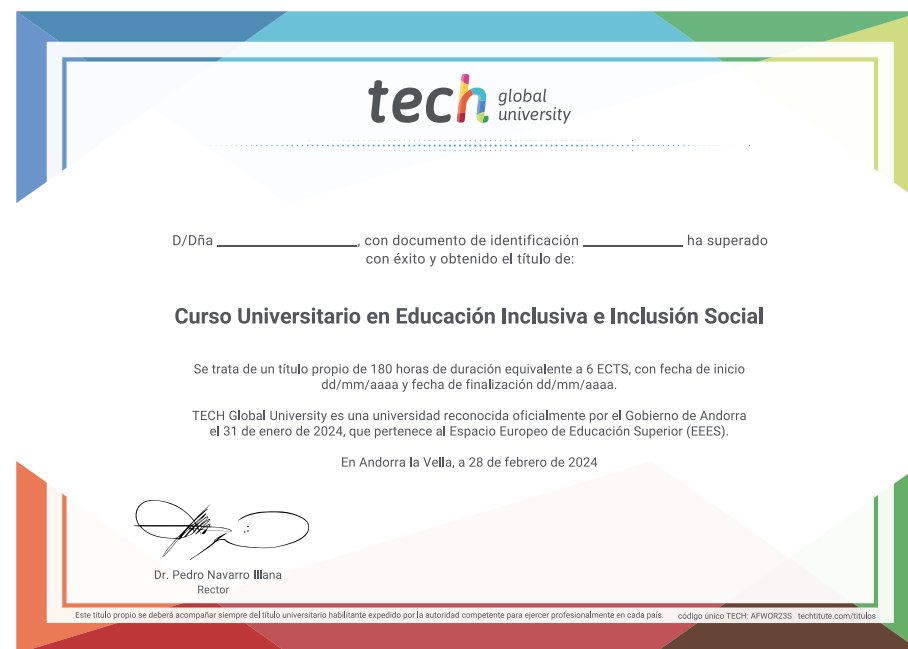 tech global university
D/Dña ____________________, con documento de identificación ______________ ha superado
con éxito y obtenido el título de:
Curso Universitario en Educación Inclusiva e Inclusión Social
Se trata de un título propio de 180 horas de duración equivalente a 6 ECTS, con fecha de inicio
dd/mm/aaaa y fecha de finalización dd/mm/aaaa.
TECH Global University es una universidad reconocida oficialmente por el Gobierno de Andorra
el 31 de enero de 2024, que pertenece al Espacio Europeo de Educación Superior (EEES).
En Andorra la Vella, a 28 de febrero de 2024
Dr. Pedro Navarro Illana
Rector
Este título propio se deberá acompañar siempre del título universitario habilitante expedido por la autoridad competente para ejercer profesionalmente en cada país. código único TECH: AFWOR23S techtitute.com/titulos